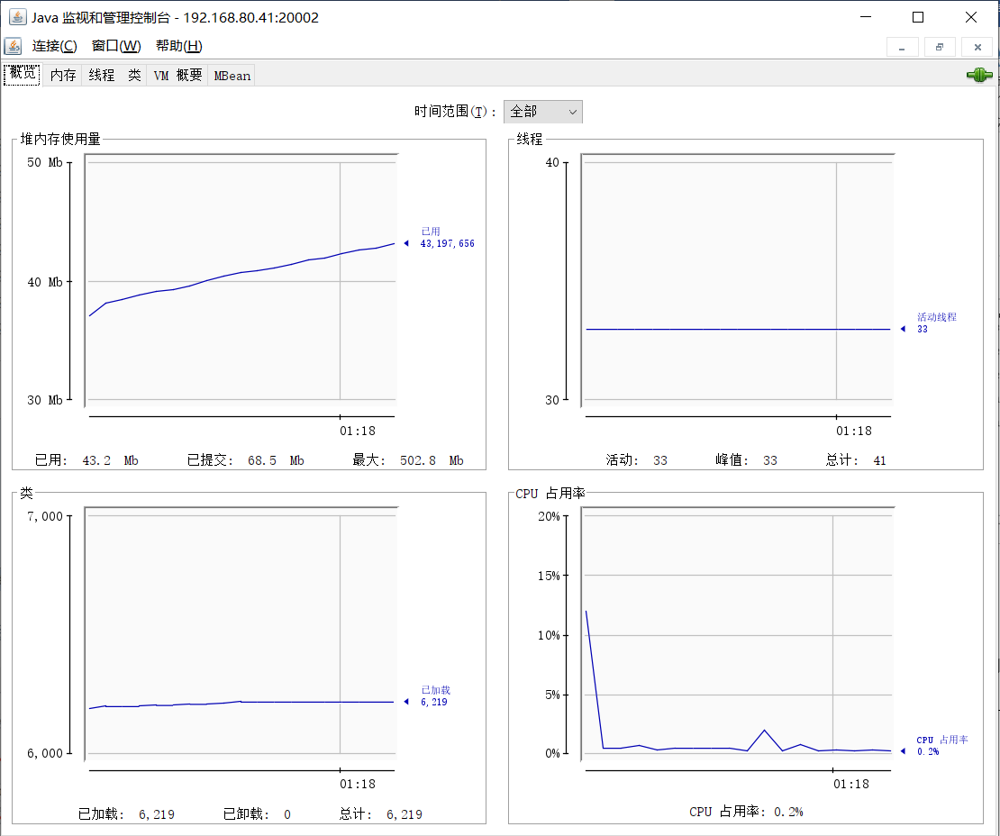 Java 监视和管理控制台 - 192.168.80.41:20002
连接(C) 窗口(W) 帮助(H)
概览 内存 线程 类 VM 概要 MBean
时间范围(T): 全部
堆内存使用量
50 Mb
40 Mb
30 Mb
已用
43,197,656
01:18
已用: 43.2 Mb 已提交: 68.5 Mb 最大: 502.8 Mb
线程
40
30
活动线程
33
01:18
活动: 33 峰值: 33 总计: 41
类
7,000
6,000
已加载
6,219
01:18
已加载: 6,219 已卸载: 0 总计: 6,219
CPU 占用率
20%
15%
10%
5%
0%
CPU 占用率
0.2%
01:18
CPU 占用率: 0.2%